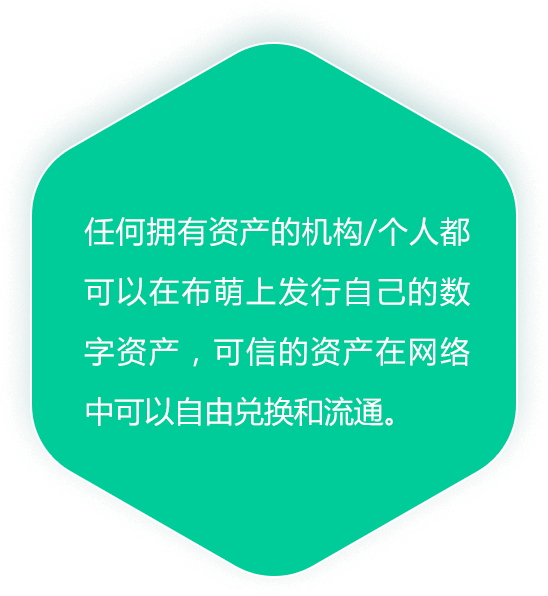 任何拥有资产的机构/个人都
可以在布萌上发行自己的数
字资产，可信的资产在网络
中可以自由兑换和流通。